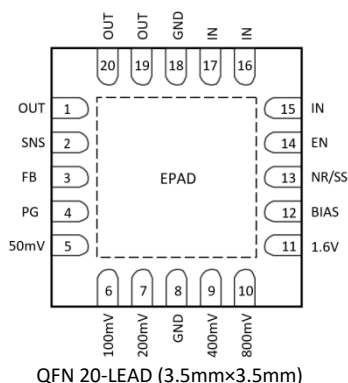 OUT OUT GND IN IN
20 19 18 17 16
OUT 1 15 IN
SNS 2 14 EN
FB 3 EPAD 13 NR/SS
PG 4 12 BIAS
50mV 5 11 1.6V
6 7 8 9 10
100mV 200mV GND 400mV 800mV
QFN 20-LEAD (3.5mm×3.5mm)